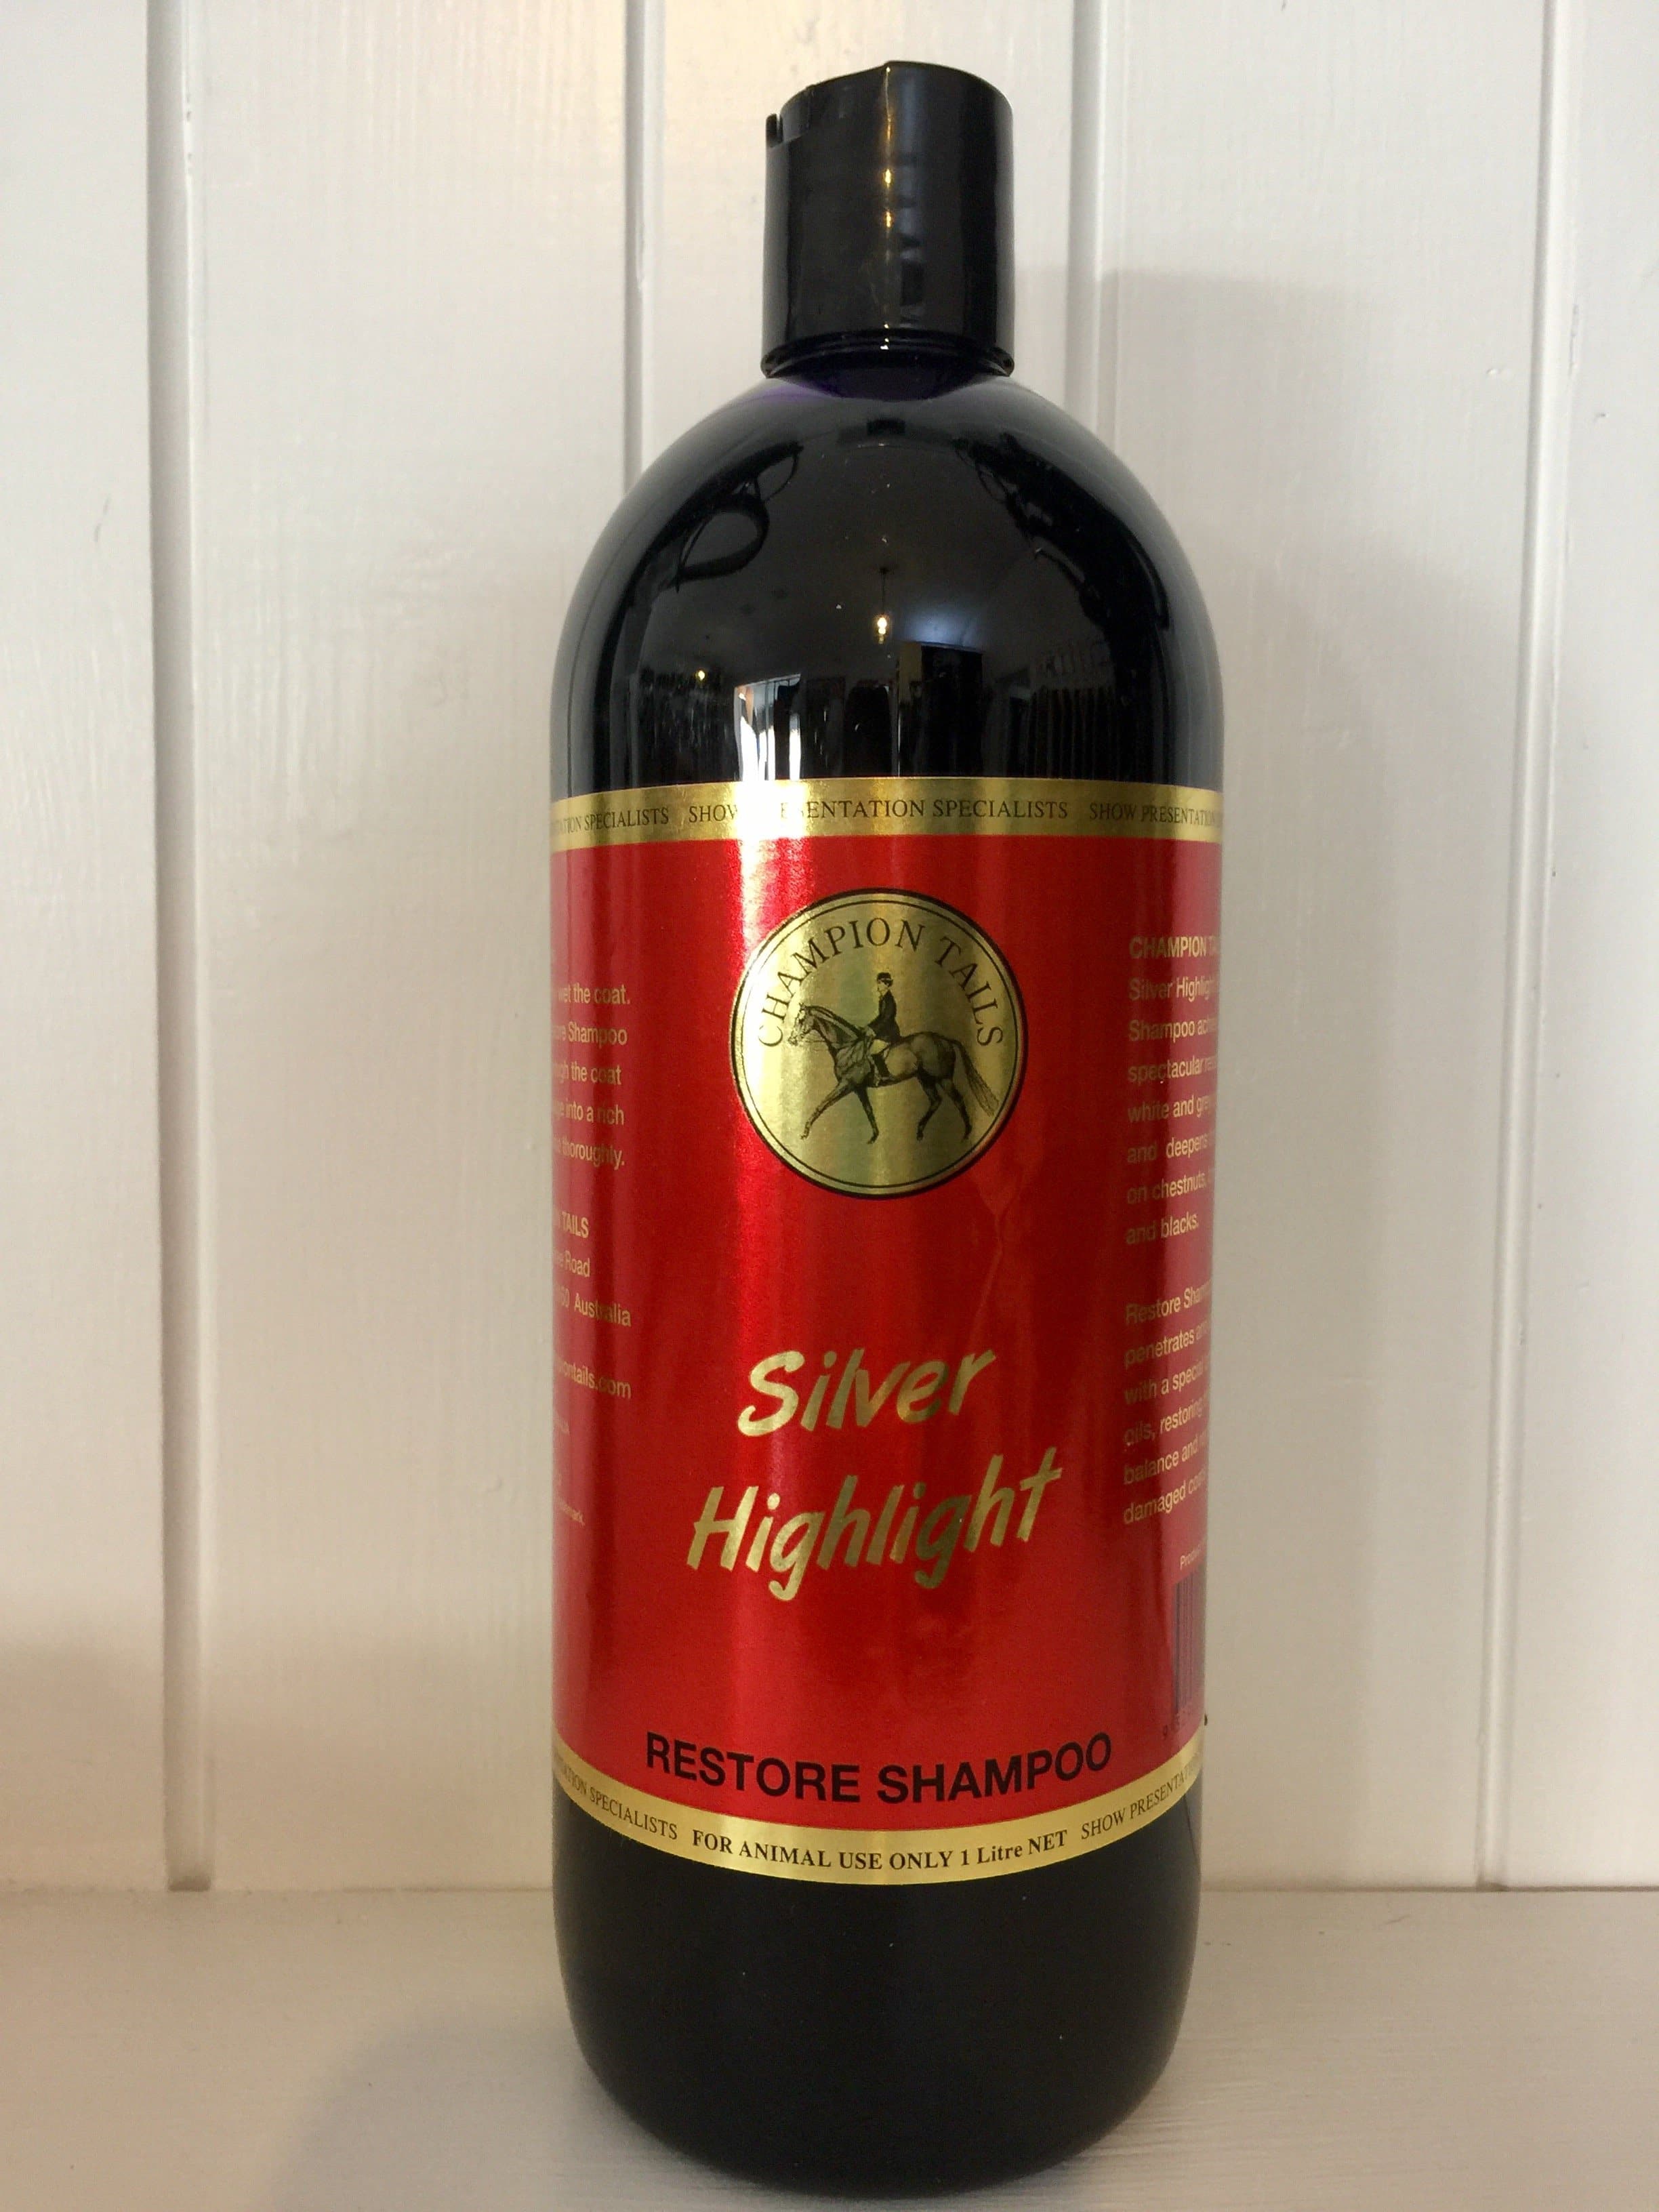 SPECIALISTS SHOW PRESENTATION SPECIALISTS SHOW
CHAMPION TAILS
wet the coat.
Shampoo
the coat
into a rich
thoroughly.
TAILS
Road
Australia
Silver
Highlight
RESTORE SHAMPOO
SPECIALISTS FOR ANIMAL USE ONLY 1 Litre NET SHOW
CHAMPION
Silver
Shampoo
spectacular
white and
and deepens
on chestnuts,
and blacks.
Restore
penetrates
with a special
oils, restoring
balance and
damaged